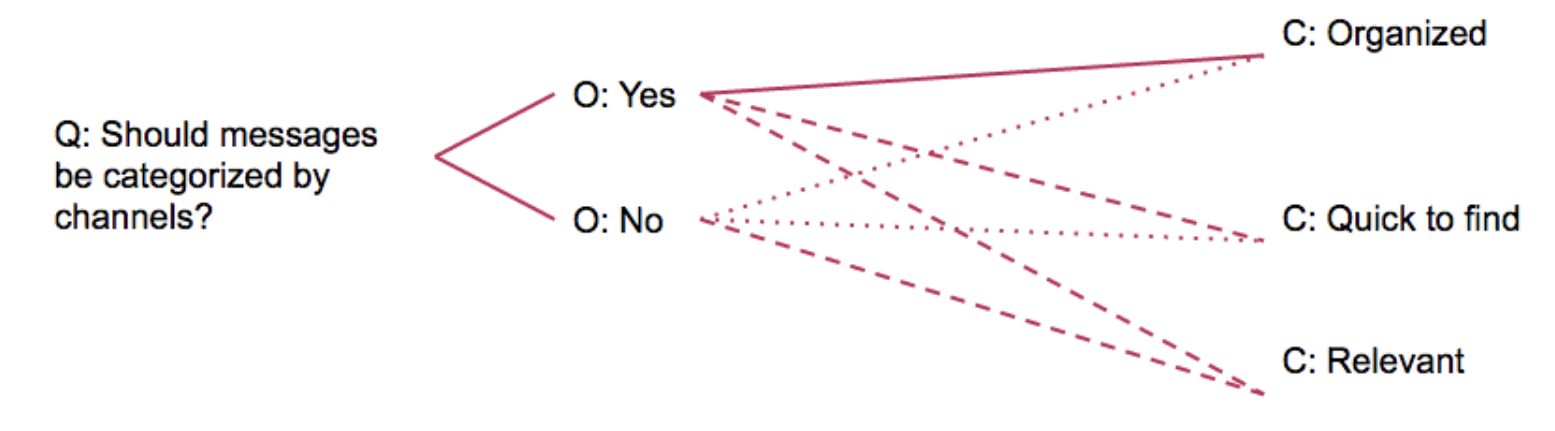 Q: Should messages
be categorized by
channels?
O: Yes
O: No
C: Organized
C: Quick to find
C: Relevant